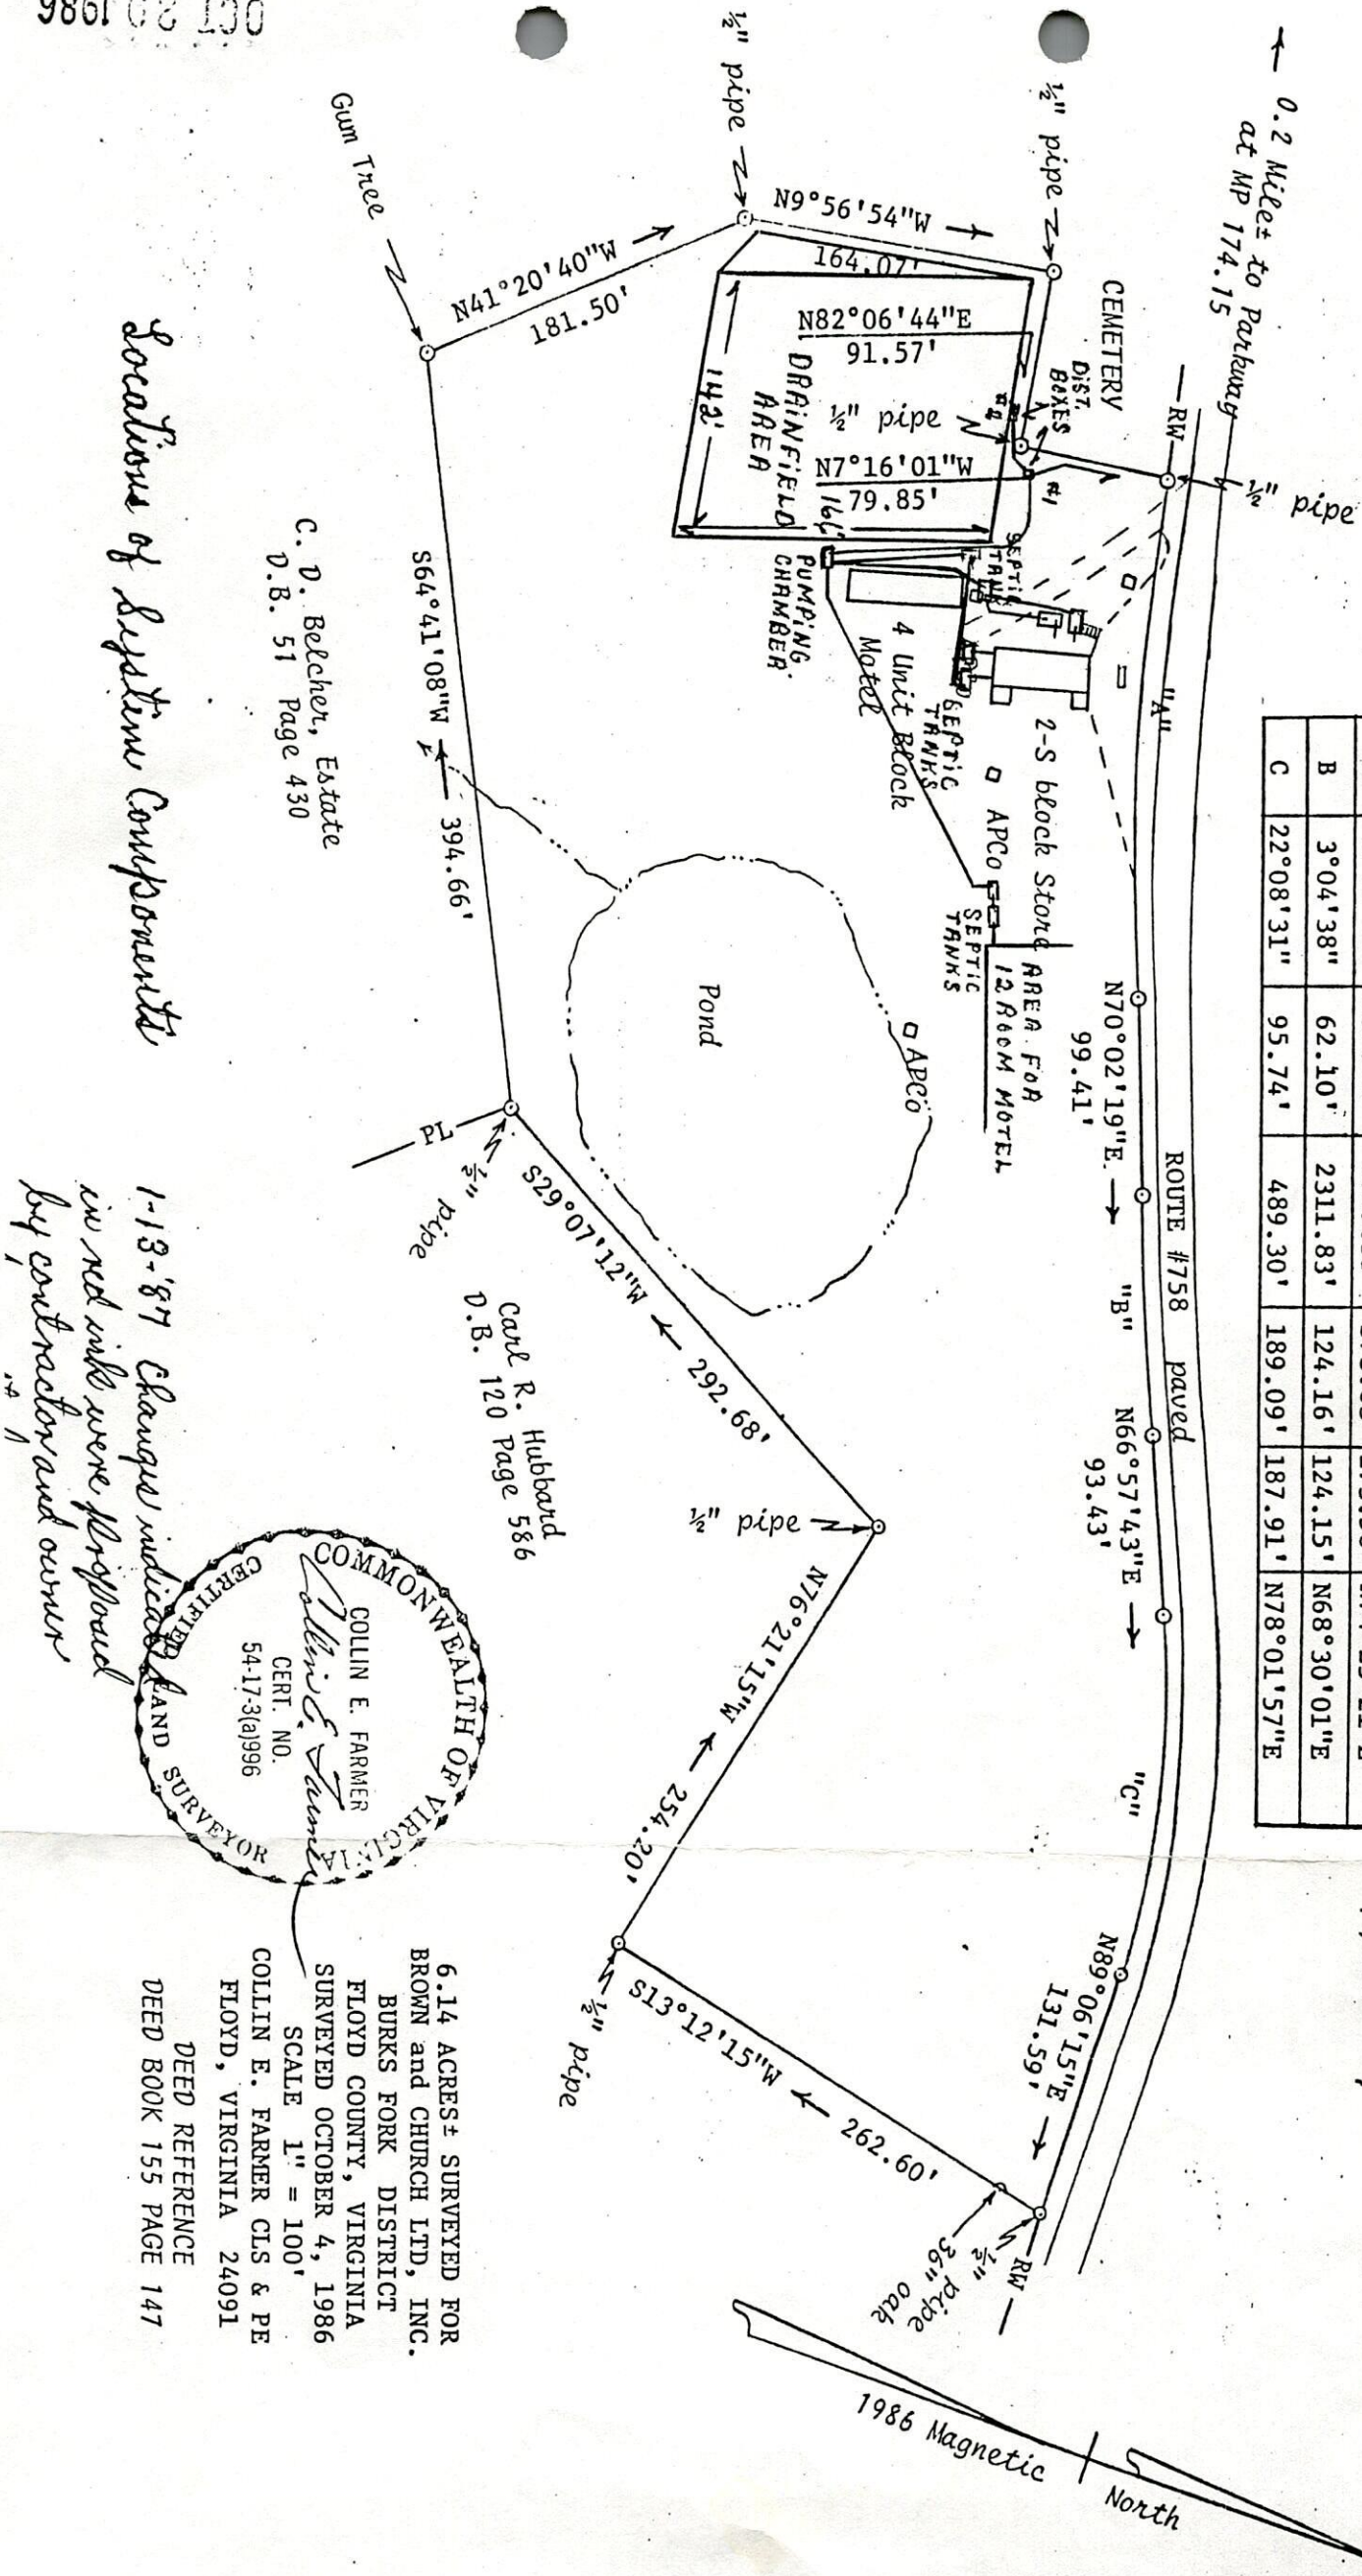 OCT 20 1986
← 0.2 Mile± to Parkway
at MP 174.15
B 3°04'38" 62.10' 2311.83' 124.16' 124.15' N68°30'01"E
C 22°08'31" 95.74' 489.30' 189.09' 187.91' N78°01'57"E
ROUTE #758 paved
RW
½" pipe
½" pipe
½" pipe
CEMETERY
DIST.
BOXES
#1
#2
"A"
N70°02'19"E →
99.41'
"B"
N66°57'43"E →
93.43'
"C"
N89°06'15"E →
131.59'
RW
½" pipe
36" oak
N9°56'54"W →
164.07'
N82°06'44"E
91.57'
½" pipe
N7°16'01"W
79.85'
DRAINFIELD
AREA
142'
164'
SEPTIC
TANK
PUMPING
CHAMBER
4 Unit Block
Motel
SEPTIC
TANKS
2-S block Store
APCo
SEPTIC
TANKS
AREA FOR
12 ROOM MOTEL
APCo
Pond
Gum Tree
N41°20'40"W →
181.50'
S64°41'08"W ← 394.66'
C. D. Belcher, Estate
D.B. 51 Page 430
PL
½" pipe
S29°07'12"W ← 292.68'
Carl R. Hubbard
D.B. 120 Page 586
½" pipe
N76°21'15"W ← 254.20'
½" pipe
S13°12'15"W ← 262.60'
1986 Magnetic North
Locations of System Components
1-13-'87 Changes indicated
in red ink were proposed
by contractor and owner
COMMONWEALTH OF VIRGINIA
COLLIN E. FARMER
Collin E. Farmer
CERT. NO.
54-17-3(a)996
CERTIFIED LAND SURVEYOR
6.14 ACRES± SURVEYED FOR
BROWN and CHURCH LTD, INC.
BURKS FORK DISTRICT
FLOYD COUNTY, VIRGINIA
SURVEYED OCTOBER 4, 1986
SCALE 1" = 100'
COLLIN E. FARMER CLS & PE
FLOYD, VIRGINIA 24091
DEED REFERENCE
DEED BOOK 155 PAGE 147